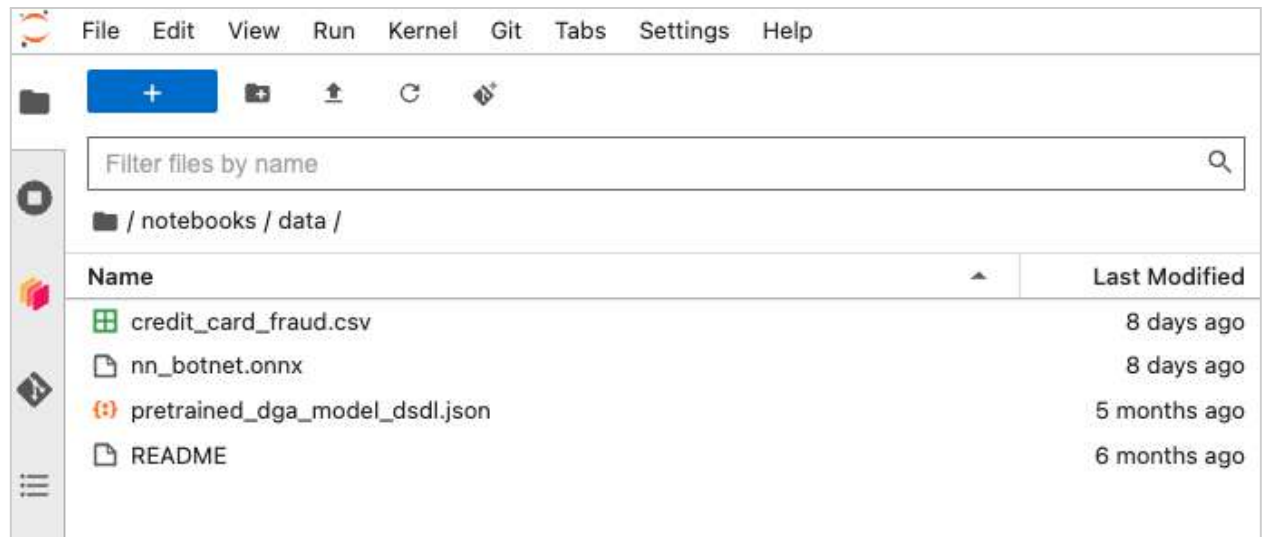 File Edit View Run Kernel Git Tabs Settings Help
+
Filter files by name
/ notebooks / data /
Name Last Modified
credit_card_fraud.csv 8 days ago
nn_botnet.onnx 8 days ago
pretrained_dga_model_dsdl.json 5 months ago
README 6 months ago